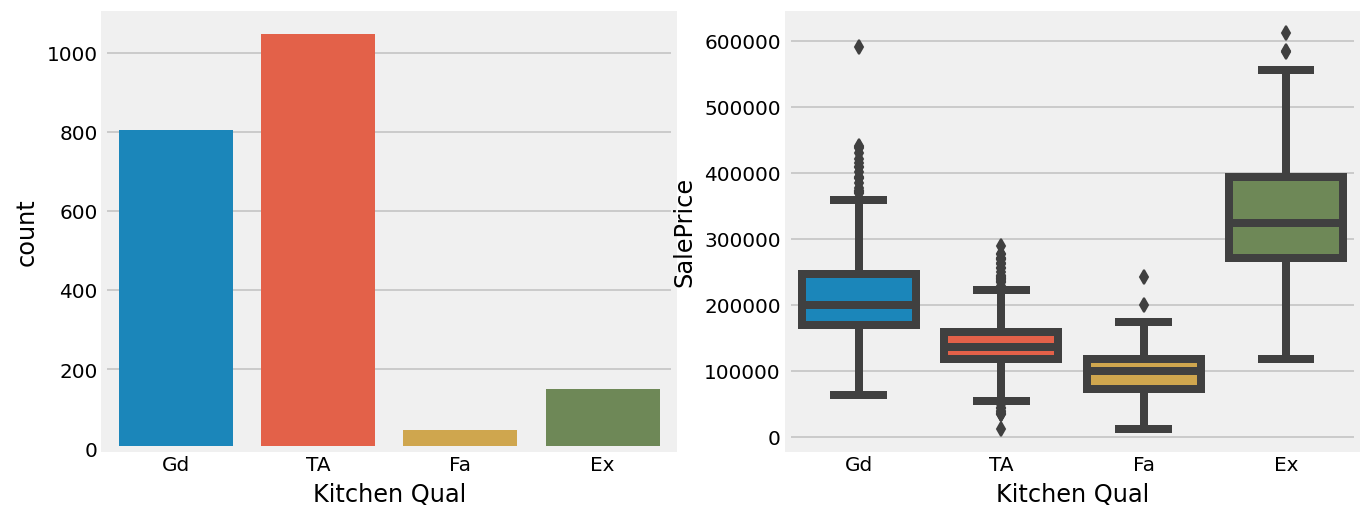 count
1000
800
600
400
200
0
Gd TA Fa Ex
Kitchen Qual
SalePrice
600000
500000
400000
300000
200000
100000
0
Gd TA Fa Ex
Kitchen Qual